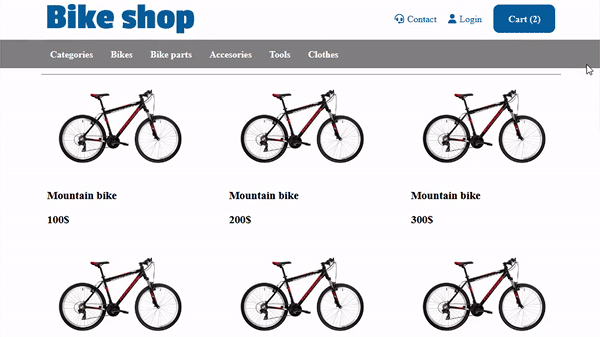 Bike shop
Contact
Login
Cart (2)
Categories
Bikes
Bike parts
Accesories
Tools
Clothes
Mountain bike
Mountain bike
Mountain bike
100$
200$
300$